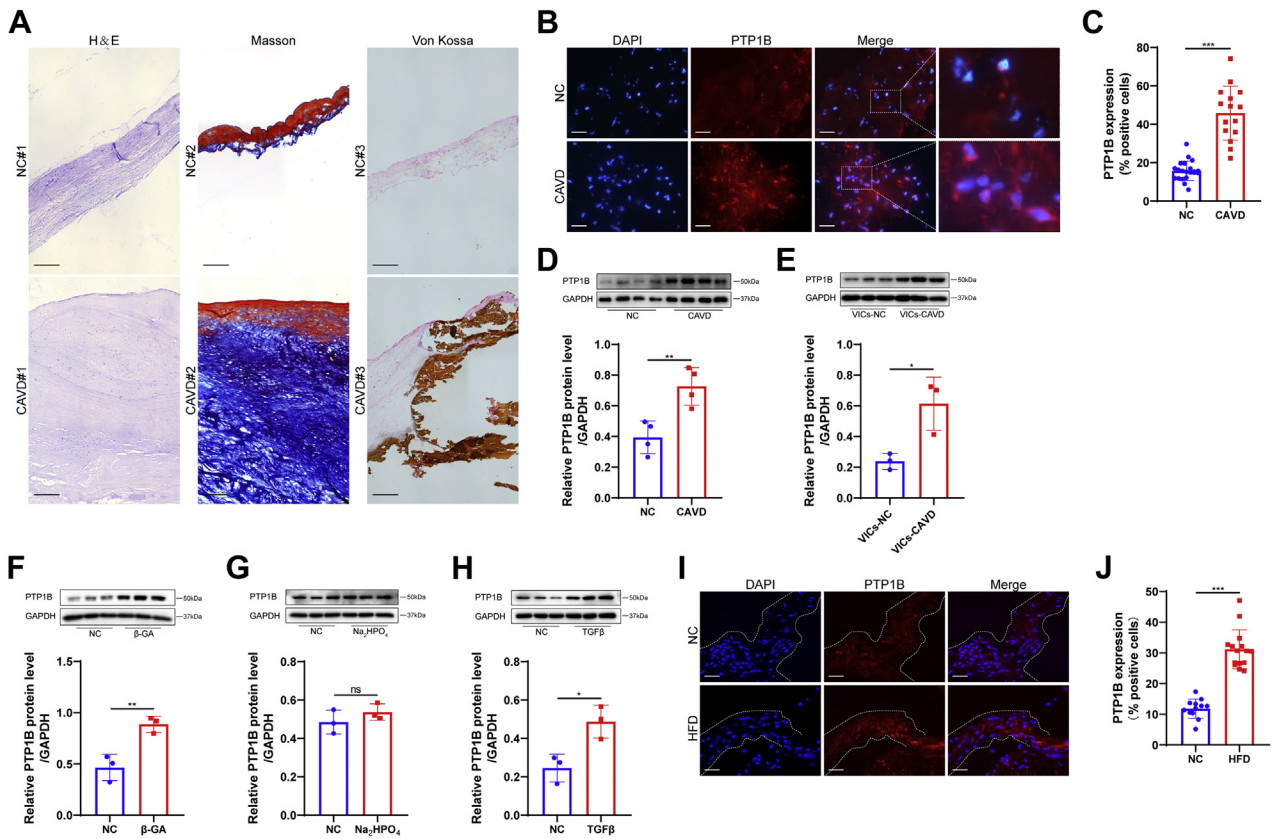 A
H&E
Masson
Von Kossa
NC#1
NC#2
NC#3
CAVD#1
CAVD#2
CAVD#3
B
DAPI
PTP1B
Merge
NC
CAVD
C
PTP1B expression
(% positive cells)
80
60
40
20
0
***
NC
CAVD
D
PTP1B
50kDa
GAPDH
37kDa
NC
CAVD
Relative PTP1B protein level
/GAPDH
1.0
0.8
0.6
0.4
0.2
0.0
**
NC
CAVD
E
PTP1B
50kDa
GAPDH
37kDa
VICs-NC
VICs-CAVD
Relative PTP1B protein level
/GAPDH
1.0
0.8
0.6
0.4
0.2
0.0
*
VICs-NC
VICs-CAVD
F
PTP1B
50kDa
GAPDH
37kDa
NC
β-GA
Relative PTP1B protein level
/GAPDH
1.5
1.0
0.5
0.0
**
NC
β-GA
G
PTP1B
50kDa
GAPDH
37kDa
NC
Na₂HPO₄
Relative PTP1B protein level
/GAPDH
0.8
0.6
0.4
0.2
0.0
ns
NC
Na₂HPO₄
H
PTP1B
50kDa
GAPDH
37kDa
NC
TGFβ
Relative PTP1B protein level
/GAPDH
0.8
0.6
0.4
0.2
0.0
*
NC
TGFβ
I
DAPI
PTP1B
Merge
NC
HFD
J
PTP1B expression
(% positive cells)
50
40
30
20
10
0
***
NC
HFD